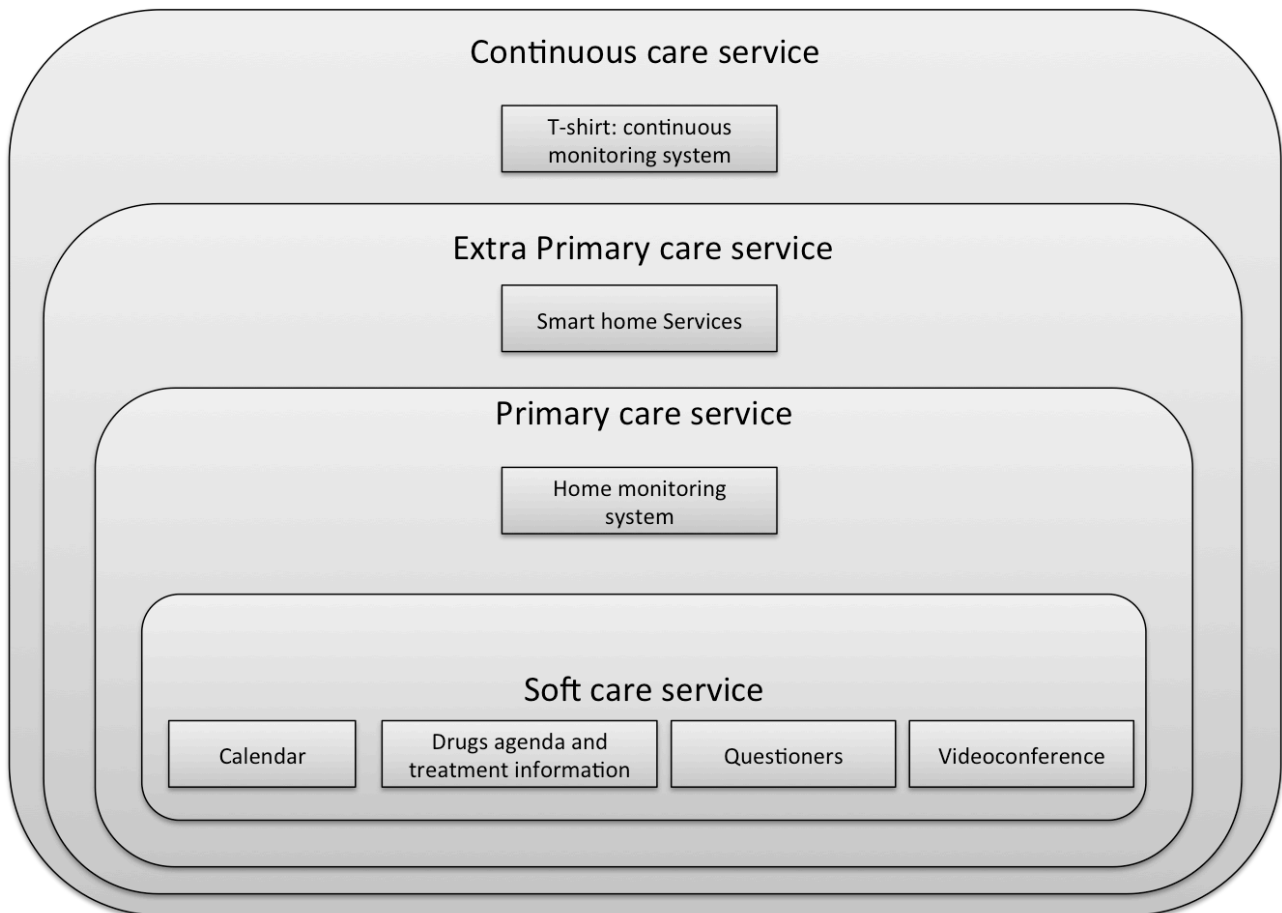 Continuous care service
T-shirt: continuous
monitoring system
Extra Primary care service
Smart home Services
Primary care service
Home monitoring
system
Soft care service
Calendar
Drugs agenda and
treatment information
Questioners
Videoconference